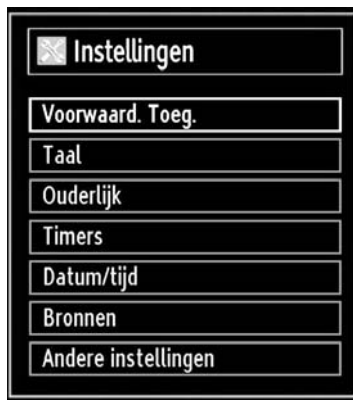 Instellingen
Voorwaard. Toeg.
Taal
Ouderlijk
Timers
Datum/tijd
Bronnen
Andere instellingen